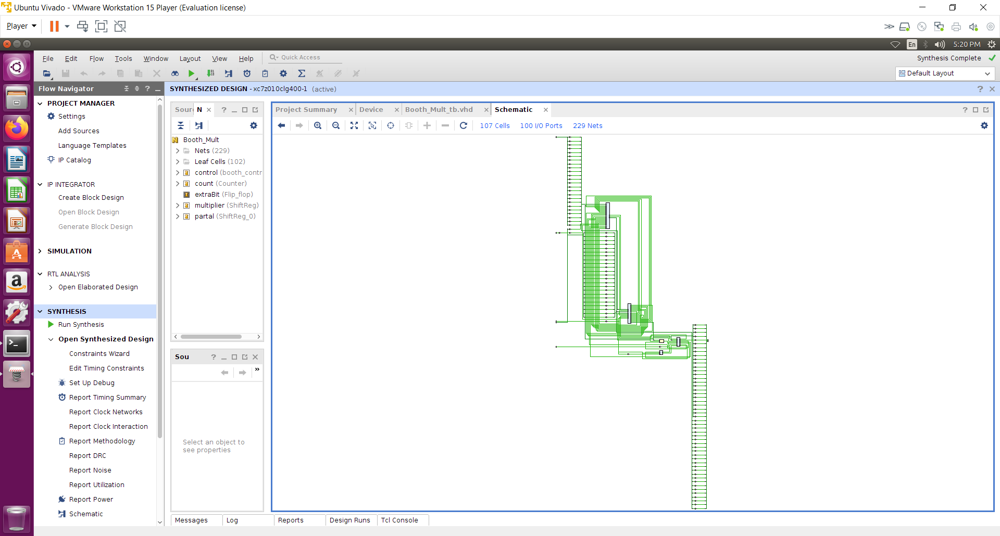 Ubuntu Vivado - VMware Workstation 15 Player (Evaluation license)
Player
En
5:20 PM
File Edit Flow Tools Window Layout View Help
Quick Access
Synthesis Complete
Default Layout
Flow Navigator
SYNTHESIZED DESIGN - xc7z010clg400-1 (active)
PROJECT MANAGER
Settings
Add Sources
Language Templates
IP Catalog
IP INTEGRATOR
Create Block Design
Open Block Design
Generate Block Design
SIMULATION
RTL ANALYSIS
Open Elaborated Design
SYNTHESIS
Run Synthesis
Open Synthesized Design
Constraints Wizard
Edit Timing Constraints
Set Up Debug
Report Timing Summary
Report Clock Networks
Report Clock Interaction
Report Methodology
Report DRC
Report Noise
Report Utilization
Report Power
Schematic
Sour N
Booth_Mult
Nets (229)
Leaf Cells (102)
control (booth_contr
count (Counter)
extraBit (Flip_flop)
multiplier (ShiftReg)
partal (ShiftReg_0)
Sou
Select an object to
see properties
Project Summary Device Booth_Mult_tb.vhd Schematic
107 Cells 100 I/O Ports 229 Nets
Messages Log Reports Design Runs Tcl Console